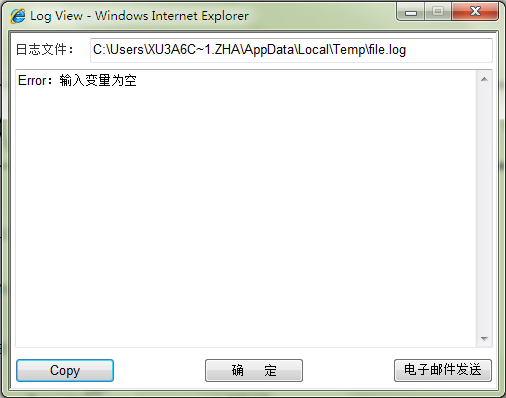 Log View - Windows Internet Explorer
日志文件： C:\Users\XU3A6C~1.ZHA\AppData\Local\Temp\file.log
Error：输入变量为空
Copy 确 定 电子邮件发送